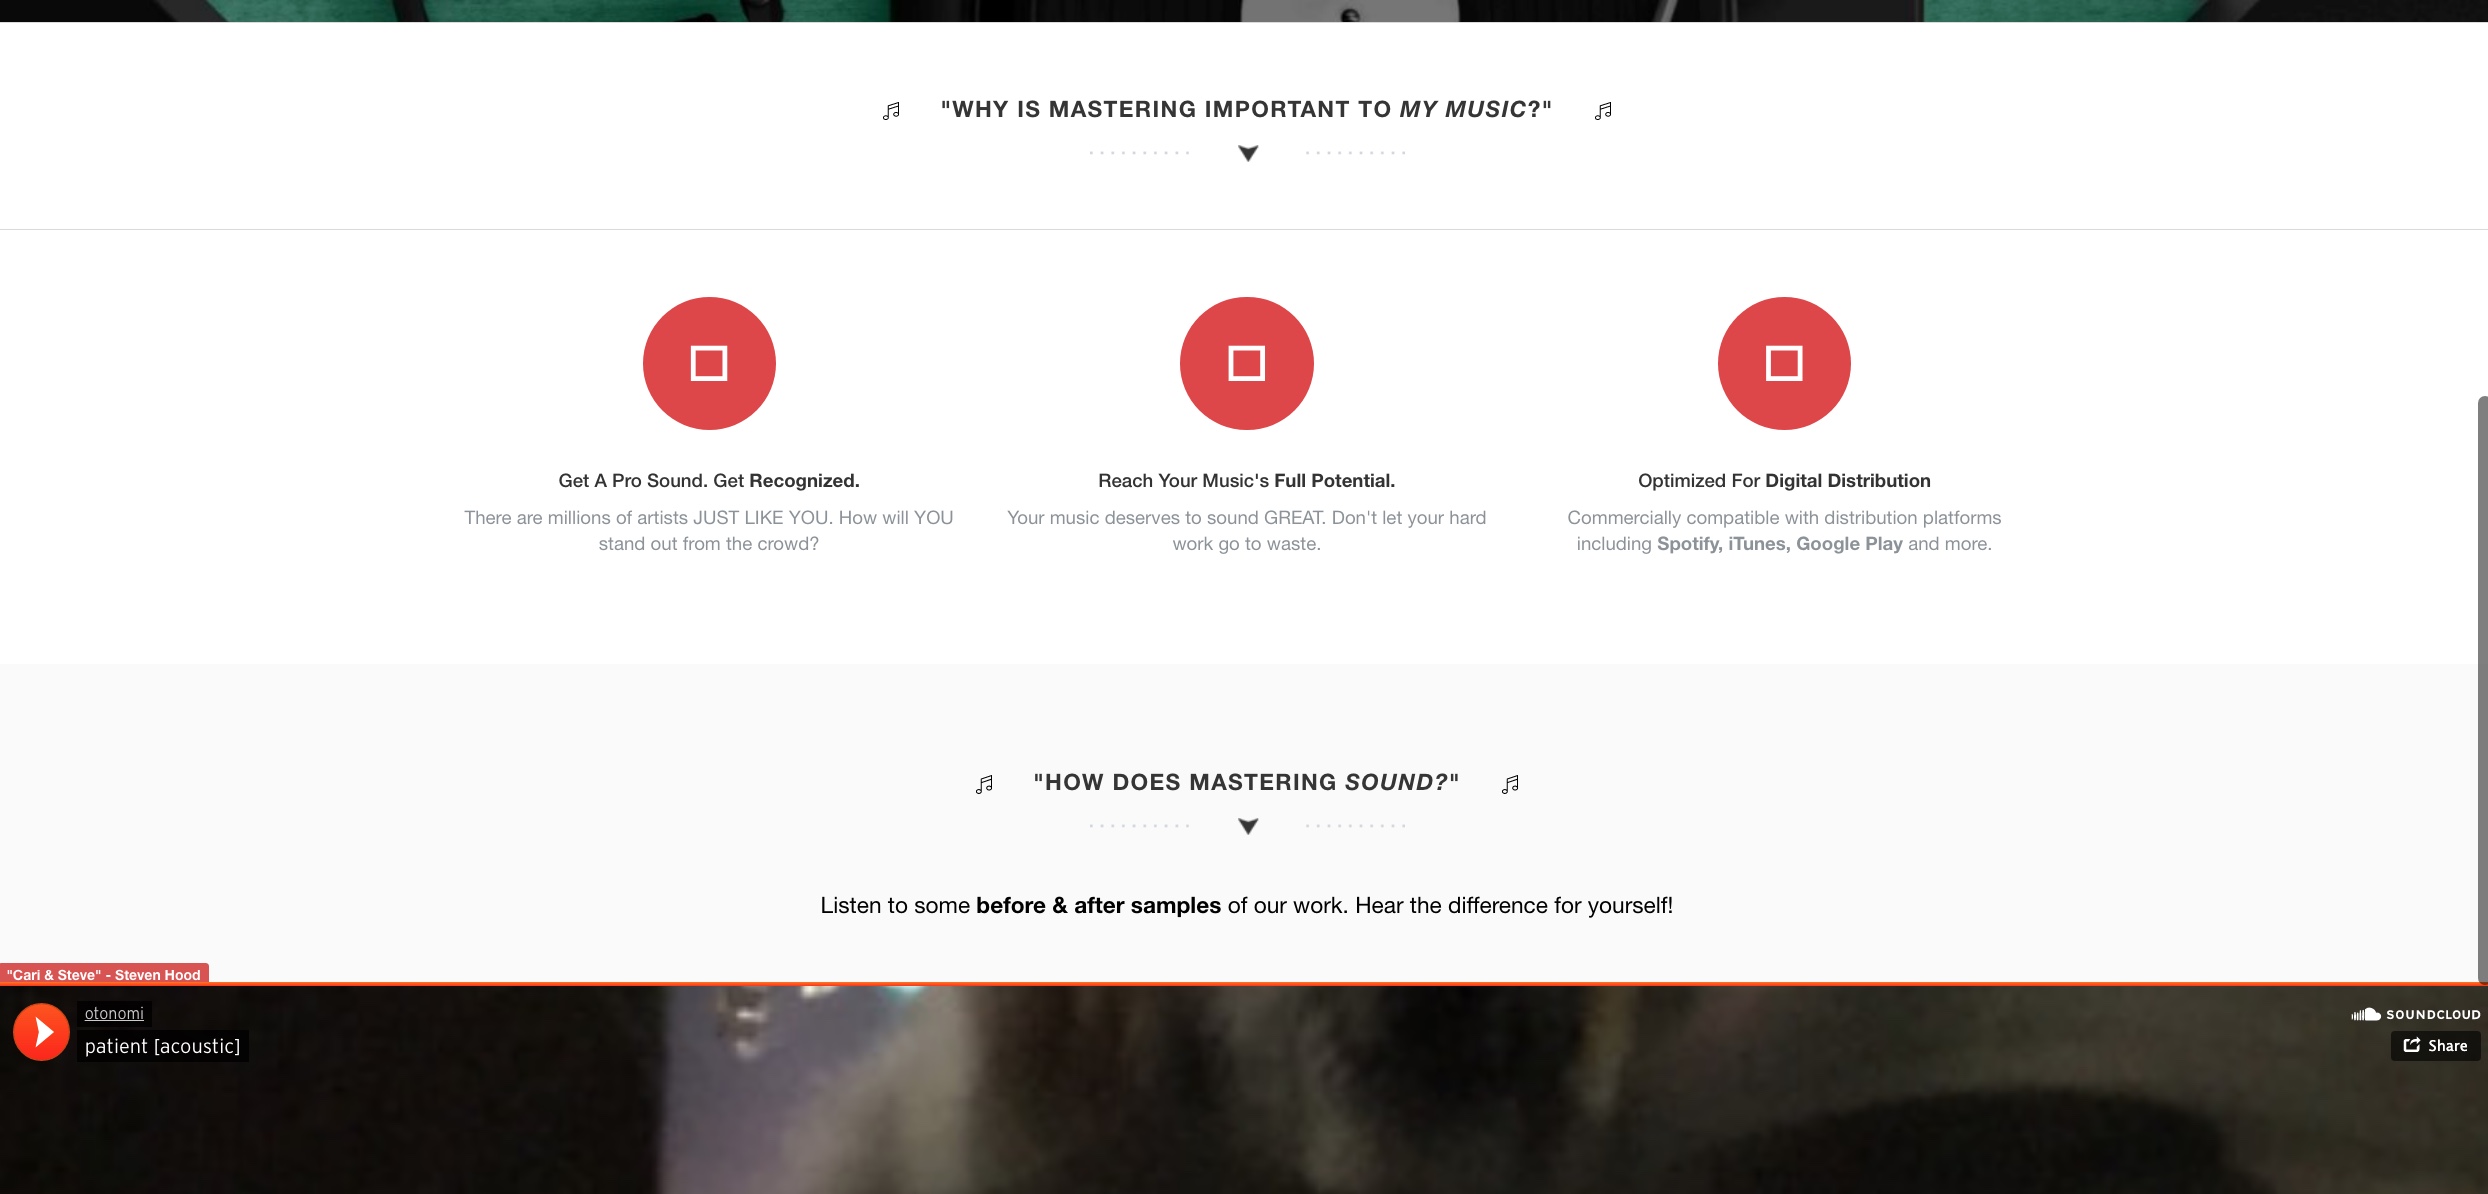 "WHY IS MASTERING IMPORTANT TO MY MUSIC?"
Get A Pro Sound. Get Recognized.
There are millions of artists JUST LIKE YOU. How will YOU
stand out from the crowd?
Reach Your Music's Full Potential.
Your music deserves to sound GREAT. Don't let your hard
work go to waste.
Optimized For Digital Distribution
Commercially compatible with distribution platforms
including Spotify, iTunes, Google Play and more.
"HOW DOES MASTERING SOUND?"
Listen to some before & after samples of our work. Hear the difference for yourself!
"Cari & Steve" - Steven Hood
otonomi
patient [acoustic]
SOUNDCLOUD
Share